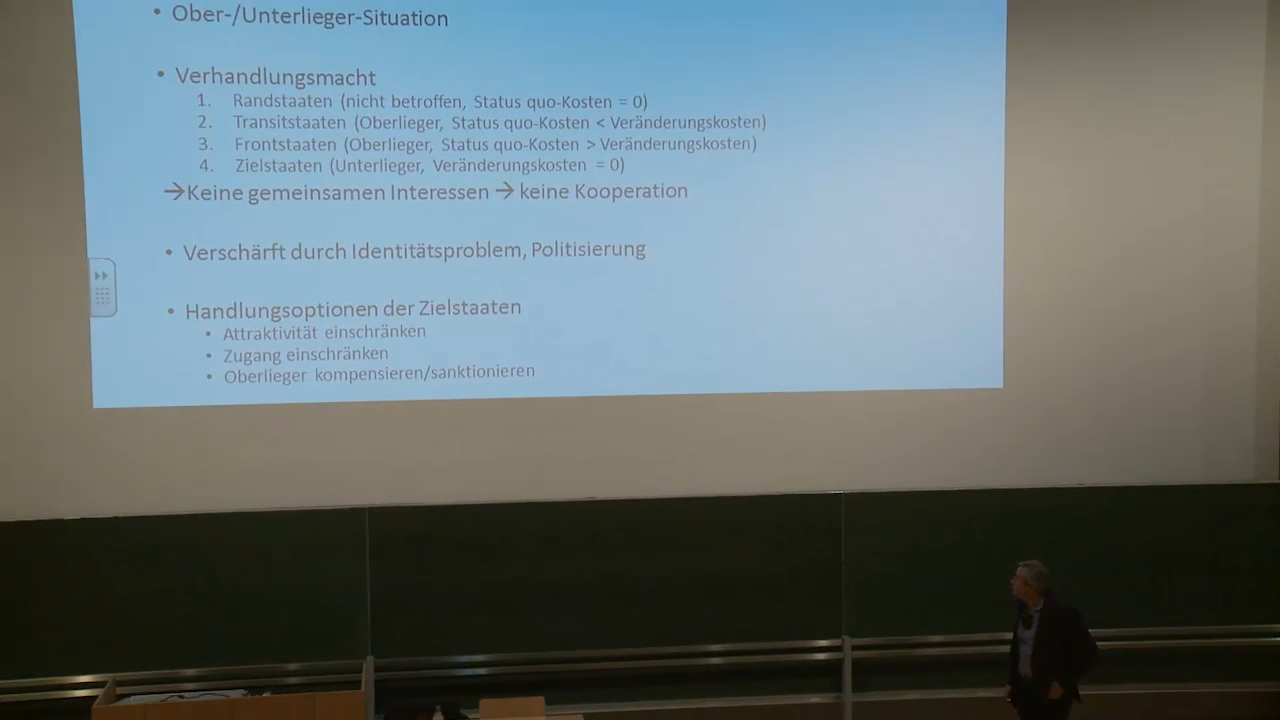 • Ober-/Unterlieger-Situation
• Verhandlungsmacht
1. Randstaaten (nicht betroffen, Status quo-Kosten = 0)
2. Transitstaaten (Oberlieger, Status quo-Kosten < Veränderungskosten)
3. Frontstaaten (Oberlieger, Status quo-Kosten > Veränderungskosten)
4. Zielstaaten (Unterlieger, Veränderungskosten = 0)
→Keine gemeinsamen Interessen → keine Kooperation
• Verschärft durch Identitätsproblem, Politisierung
• Handlungsoptionen der Zielstaaten
• Attraktivität einschränken
• Zugang einschränken
• Oberlieger kompensieren/sanktionieren